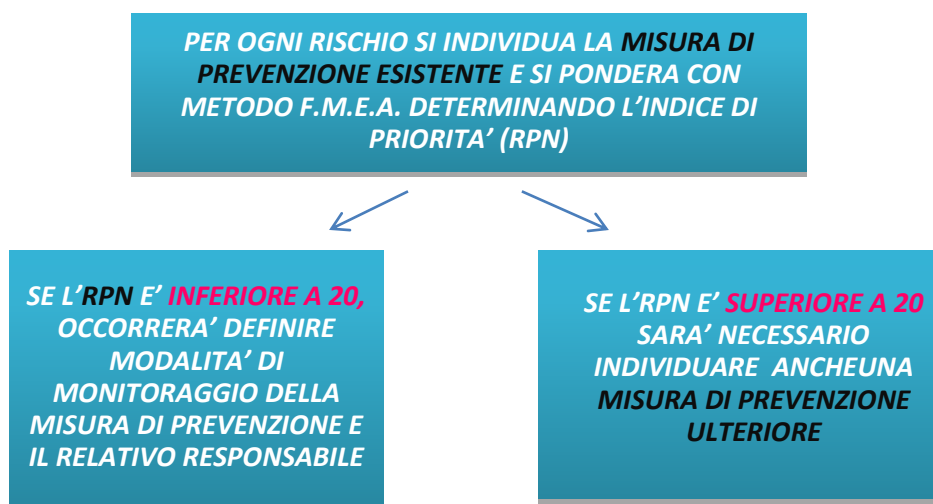 PER OGNI RISCHIO SI INDIVIDUA LA MISURA DI
PREVENZIONE ESISTENTE E SI PONDERA CON
METODO F.M.E.A. DETERMINANDO L’INDICE DI
PRIORITA’ (RPN)
SE L’RPN E’ INFERIORE A 20,
OCCORRERA’ DEFINIRE
MODALITA’ DI
MONITORAGGIO DELLA
MISURA DI PREVENZIONE E
IL RELATIVO RESPONSABILE
SE L’RPN E’ SUPERIORE A 20
SARA’ NECESSARIO
INDIVIDUARE ANCHEUNA
MISURA DI PREVENZIONE
ULTERIORE